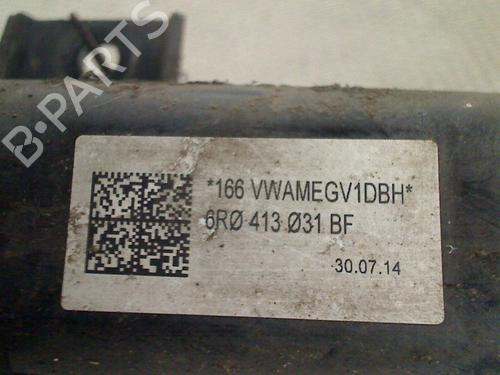 B-PARTS
*166 VWAMEGV1DBH*
6RØ 413 Ø31 BF
30.07.14